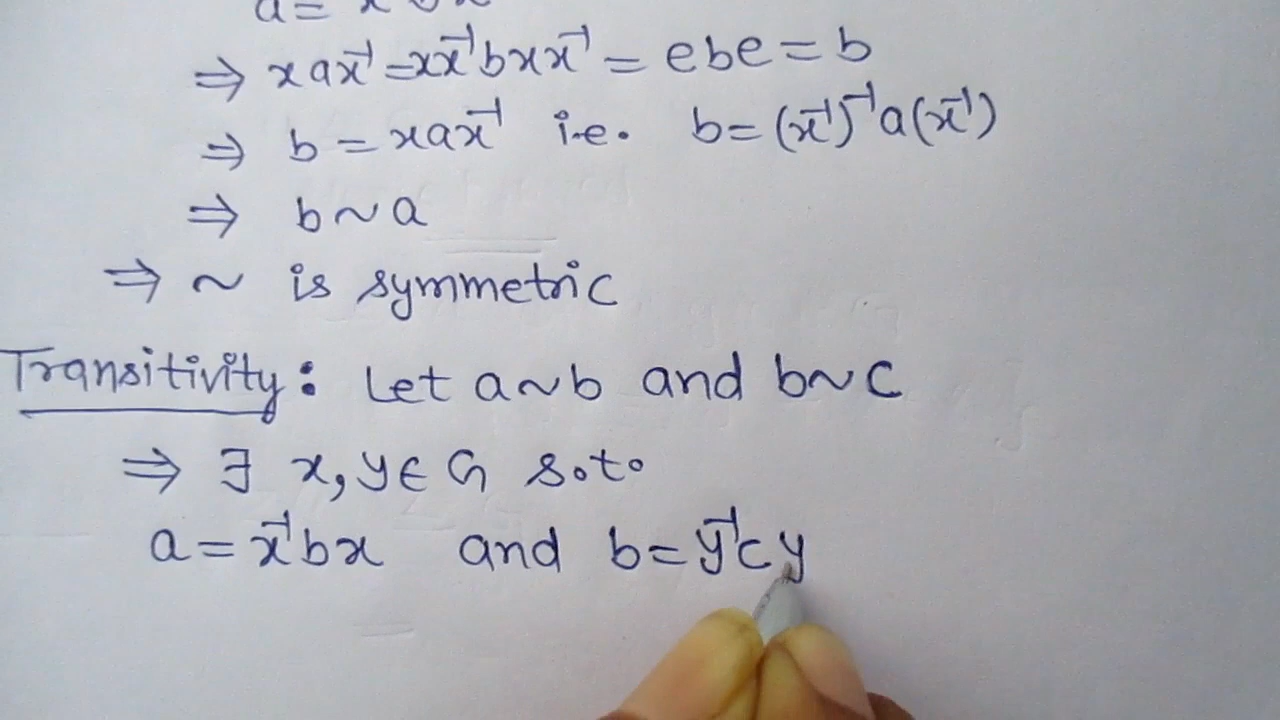 ⇒ xax⁻¹ = xx⁻¹bxx⁻¹ = ebe = b
⇒ b = xax⁻¹ i.e. b = (x⁻¹)⁻¹a(x⁻¹)
⇒ b~a
⇒ ~ is symmetric
Transitivity: Let a~b and b~c
⇒ ∃ x, y ∈ G s.t.
a = x⁻¹bx and b = y⁻¹cy